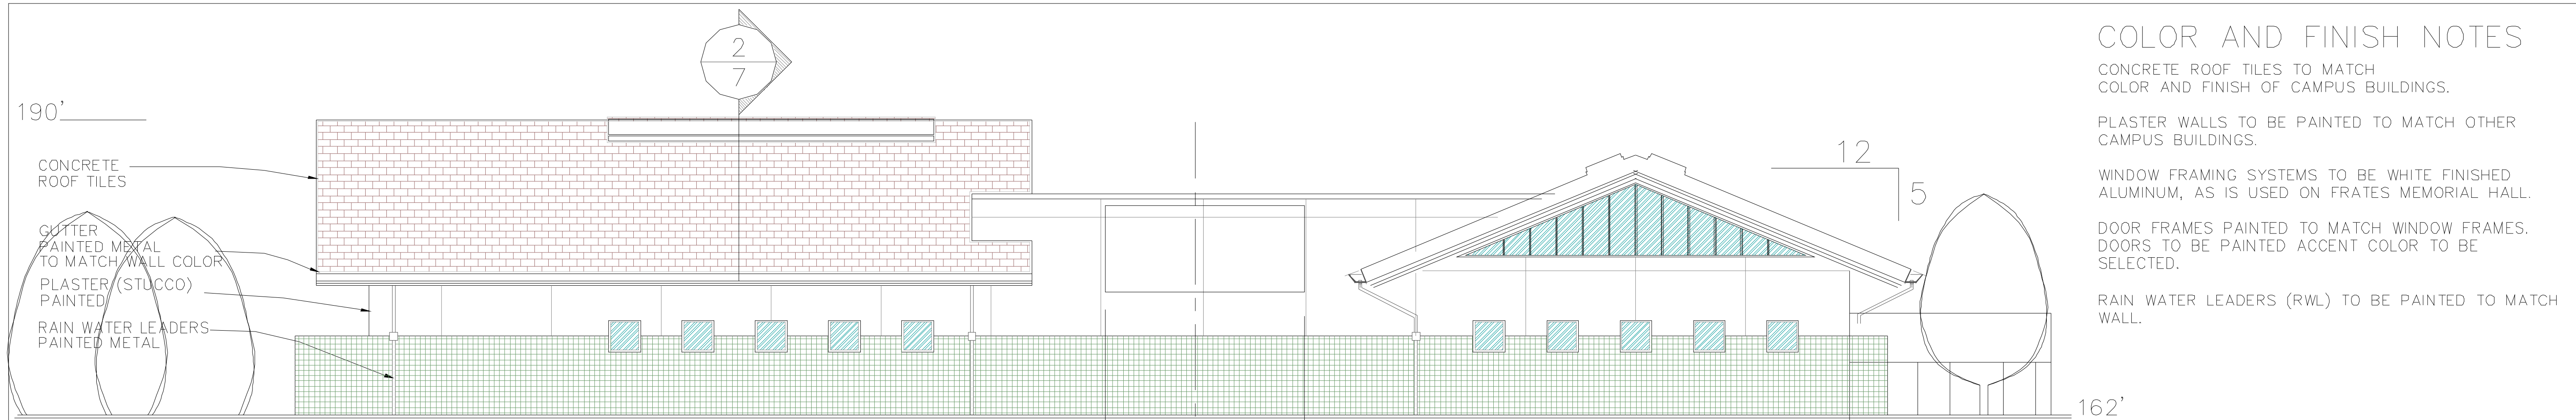 2
7
190'
CONCRETE
ROOF TILES
GUTTER
PAINTED METAL
TO MATCH WALL COLOR
PLASTER (STUCCO)
PAINTED
RAIN WATER LEADERS
PAINTED METAL
12
5
162'
COLOR AND FINISH NOTES
CONCRETE ROOF TILES TO MATCH
COLOR AND FINISH OF CAMPUS BUILDINGS.
PLASTER WALLS TO BE PAINTED TO MATCH OTHER
CAMPUS BUILDINGS.
WINDOW FRAMING SYSTEMS TO BE WHITE FINISHED
ALUMINUM, AS IS USED ON FRATES MEMORIAL HALL.
DOOR FRAMES PAINTED TO MATCH WINDOW FRAMES.
DOORS TO BE PAINTED ACCENT COLOR TO BE
SELECTED.
RAIN WATER LEADERS (RWL) TO BE PAINTED TO MATCH
WALL.